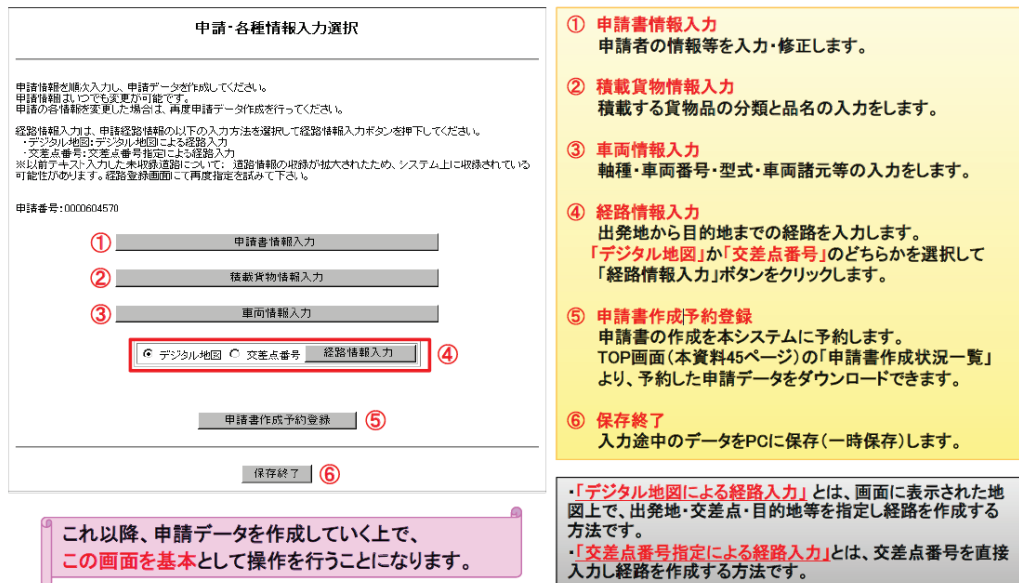 申請・各種情報入力選択
申請情報を順次入力し、申請データを作成してください。
申請情報はいつでも変更が可能です。
申請の各情報を変更した場合は、再度申請データ作成を行ってください。
経路情報入力は、申請経路情報の以下の入力方法を選択して経路情報入力ボタンを押下してください。
・デジタル地図:デジタル地図による経路入力
・交差点番号:交差点番号指定による経路入力
※以前テキスト入力した未収録道路について; 道路情報の収録が拡大されたため、システム上に収録されている
可能性があります。経路登録画面にて再度指定を試みて下さい。
申請番号:0000604570
① 申請書情報入力
② 積載貨物情報入力
③ 車両情報入力
デジタル地図 交差点番号 経路情報入力 ④
申請書作成予約登録 ⑤
保存終了 ⑥
これ以降、申請データを作成していく上で、
この画面を基本として操作を行うことになります。
① 申請書情報入力
申請者の情報等を入力・修正します。
② 積載貨物情報入力
積載する貨物品の分類と品名の入力をします。
③ 車両情報入力
軸種・車両番号・型式・車両諸元等の入力をします。
④ 経路情報入力
出発地から目的地までの経路を入力します。
「デジタル地図」か「交差点番号」のどちらかを選択して
「経路情報入力」ボタンをクリックします。
⑤ 申請書作成予約登録
申請書の作成を本システムに予約します。
TOP画面(本資料45ページ)の「申請書作成状況一覧」
より、予約した申請データをダウンロードできます。
⑥ 保存終了
入力途中のデータをPCに保存(一時保存)します。
・「デジタル地図による経路入力」とは、画面に表示された地
図上で、出発地・交差点・目的地等を指定し経路を作成する
方法です。
・「交差点番号指定による経路入力」とは、交差点番号を直接
入力し経路を作成する方法です。